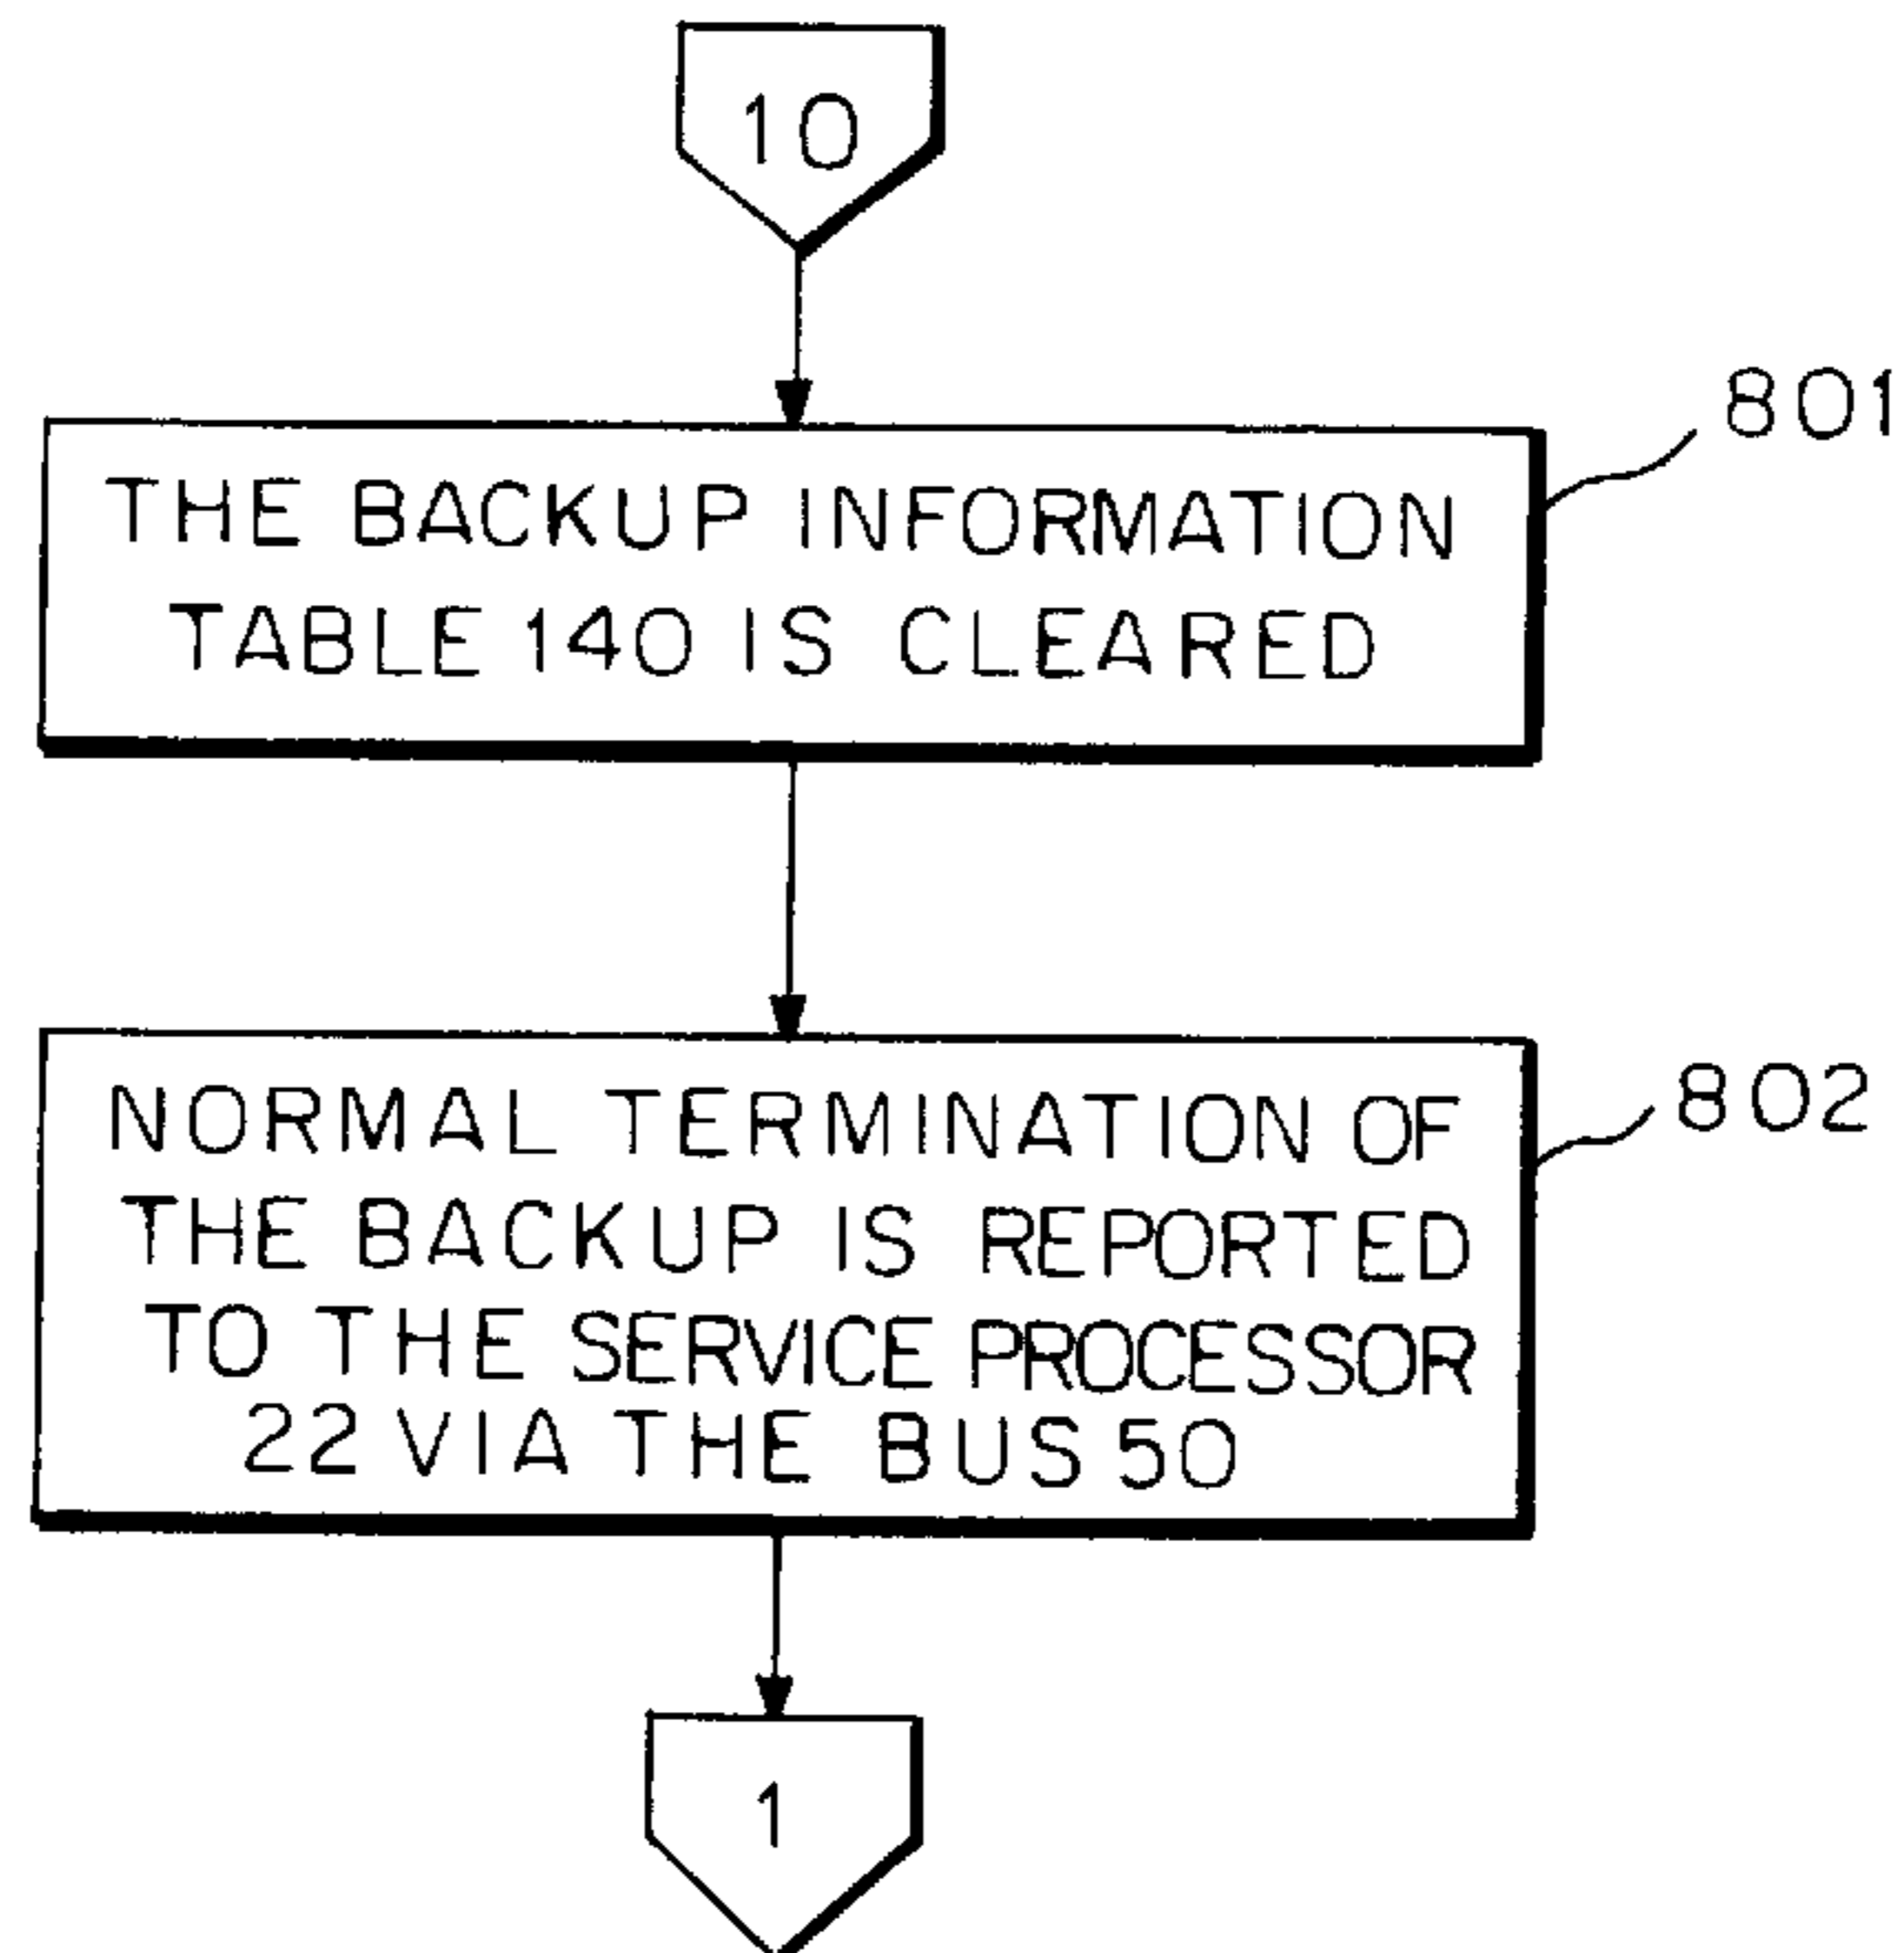 10
801
THE BACKUP INFORMATION
TABLE 140 IS CLEARED
802
NORMAL TERMINATION OF
THE BACKUP IS REPORTED
TO THE SERVICE PROCESSOR
22 VIA THE BUS 50
1